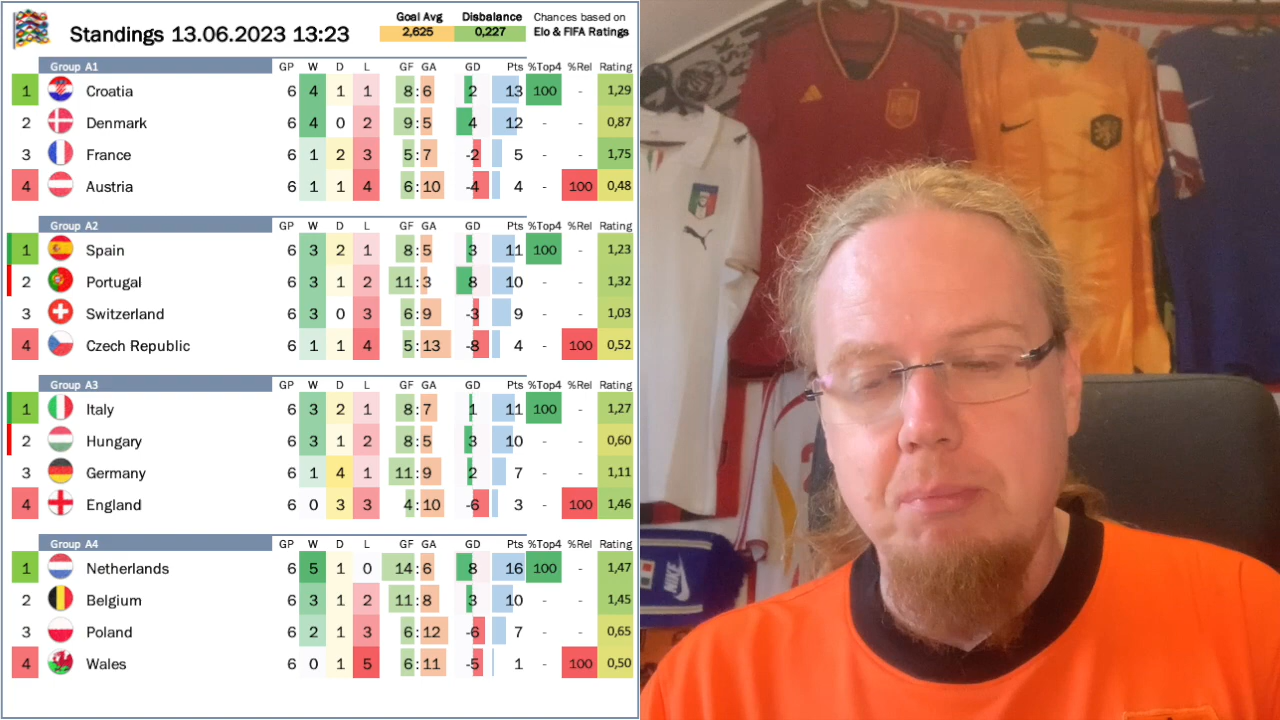 Goal Avg Disbalance Chances based on
Standings 13.06.2023 13:23 2,625 0,227 Elo & FIFA Ratings
Group A1 GP W D L GF GA GD Pts %Top4 %Rel Rating
1 Croatia 6 4 1 1 8:6 2 13 100 - 1,29
2 Denmark 6 4 0 2 9:5 4 12 - - 0,87
3 France 6 1 2 3 5:7 -2 5 - - 1,75
4 Austria 6 1 1 4 6:10 -4 4 - 100 0,48
Group A2 GP W D L GF GA GD Pts %Top4 %Rel Rating
1 Spain 6 3 2 1 8:5 3 11 100 - 1,23
2 Portugal 6 3 1 2 11:3 8 10 - - 1,32
3 Switzerland 6 3 0 3 6:9 -3 9 - - 1,03
4 Czech Republic 6 1 1 4 5:13 -8 4 - 100 0,52
Group A3 GP W D L GF GA GD Pts %Top4 %Rel Rating
1 Italy 6 3 2 1 8:7 1 11 100 - 1,27
2 Hungary 6 3 1 2 8:5 3 10 - - 0,60
3 Germany 6 1 4 1 11:9 2 7 - - 1,11
4 England 6 0 3 3 4:10 -6 3 - 100 1,46
Group A4 GP W D L GF GA GD Pts %Top4 %Rel Rating
1 Netherlands 6 5 1 0 14:6 8 16 100 - 1,47
2 Belgium 6 3 1 2 11:8 3 10 - - 1,45
3 Poland 6 2 1 3 6:12 -6 7 - - 0,65
4 Wales 6 0 1 5 6:11 -5 1 - 100 0,50
NIKE